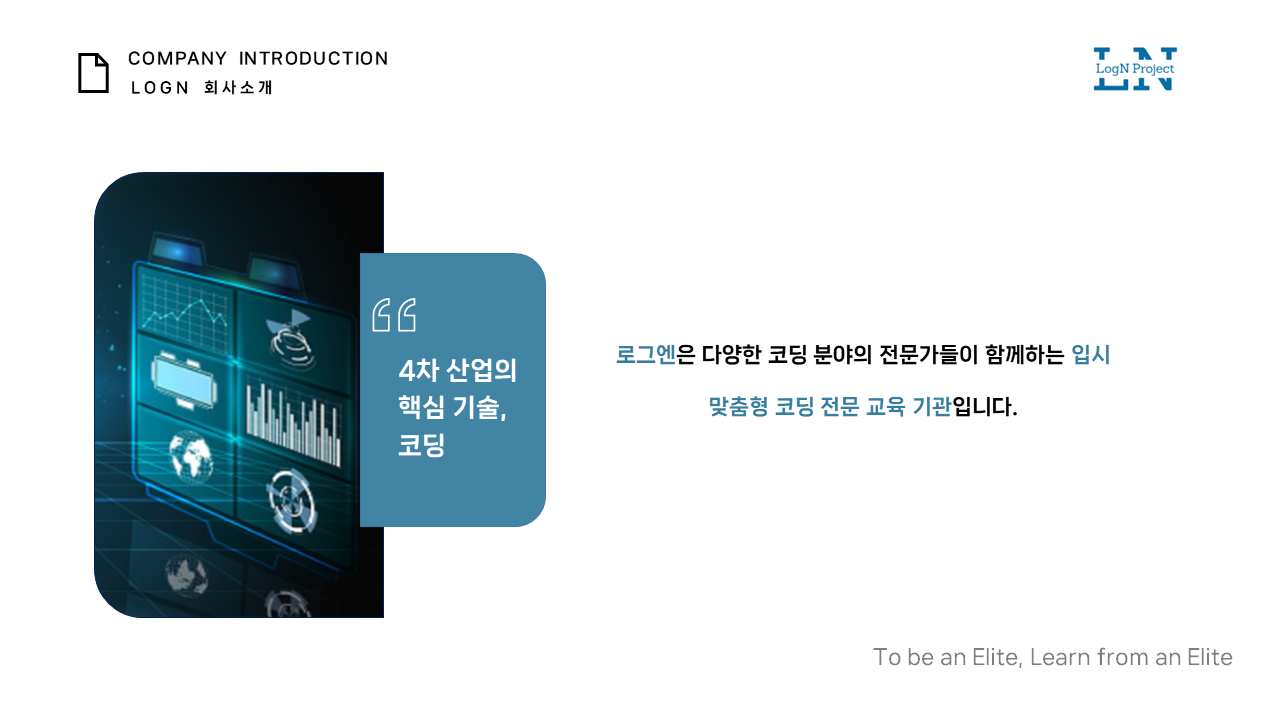 COMPANY INTRODUCTION
LOGN 회사소개
LN
LogN Project
“
4차 산업의
핵심 기술,
코딩
로그엔은 다양한 코딩 분야의 전문가들이 함께하는 입시
맞춤형 코딩 전문 교육 기관입니다.
To be an Elite, Learn from an Elite